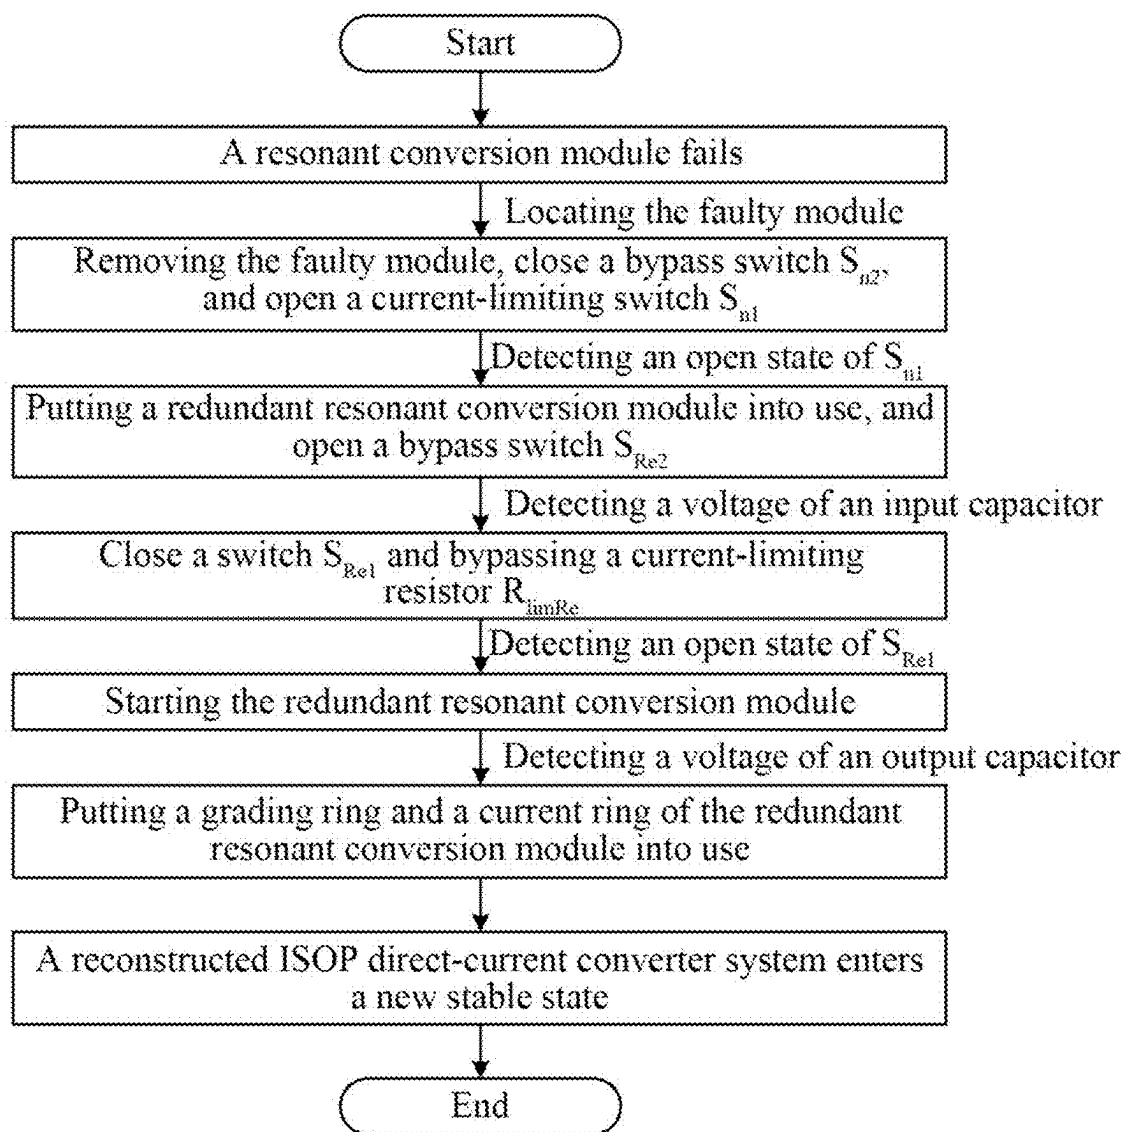 Start
A resonant conversion module fails
Locating the faulty module
Removing the faulty module, close a bypass switch Sn2,
and open a current-limiting switch Sn1
Detecting an open state of Sn1
Putting a redundant resonant conversion module into use, and
open a bypass switch SRe2
Detecting a voltage of an input capacitor
Close a switch SRe1 and bypassing a current-limiting
resistor RlimRe
Detecting an open state of SRe1
Starting the redundant resonant conversion module
Detecting a voltage of an output capacitor
Putting a grading ring and a current ring of the redundant
resonant conversion module into use
A reconstructed ISOP direct-current converter system enters
a new stable state
End